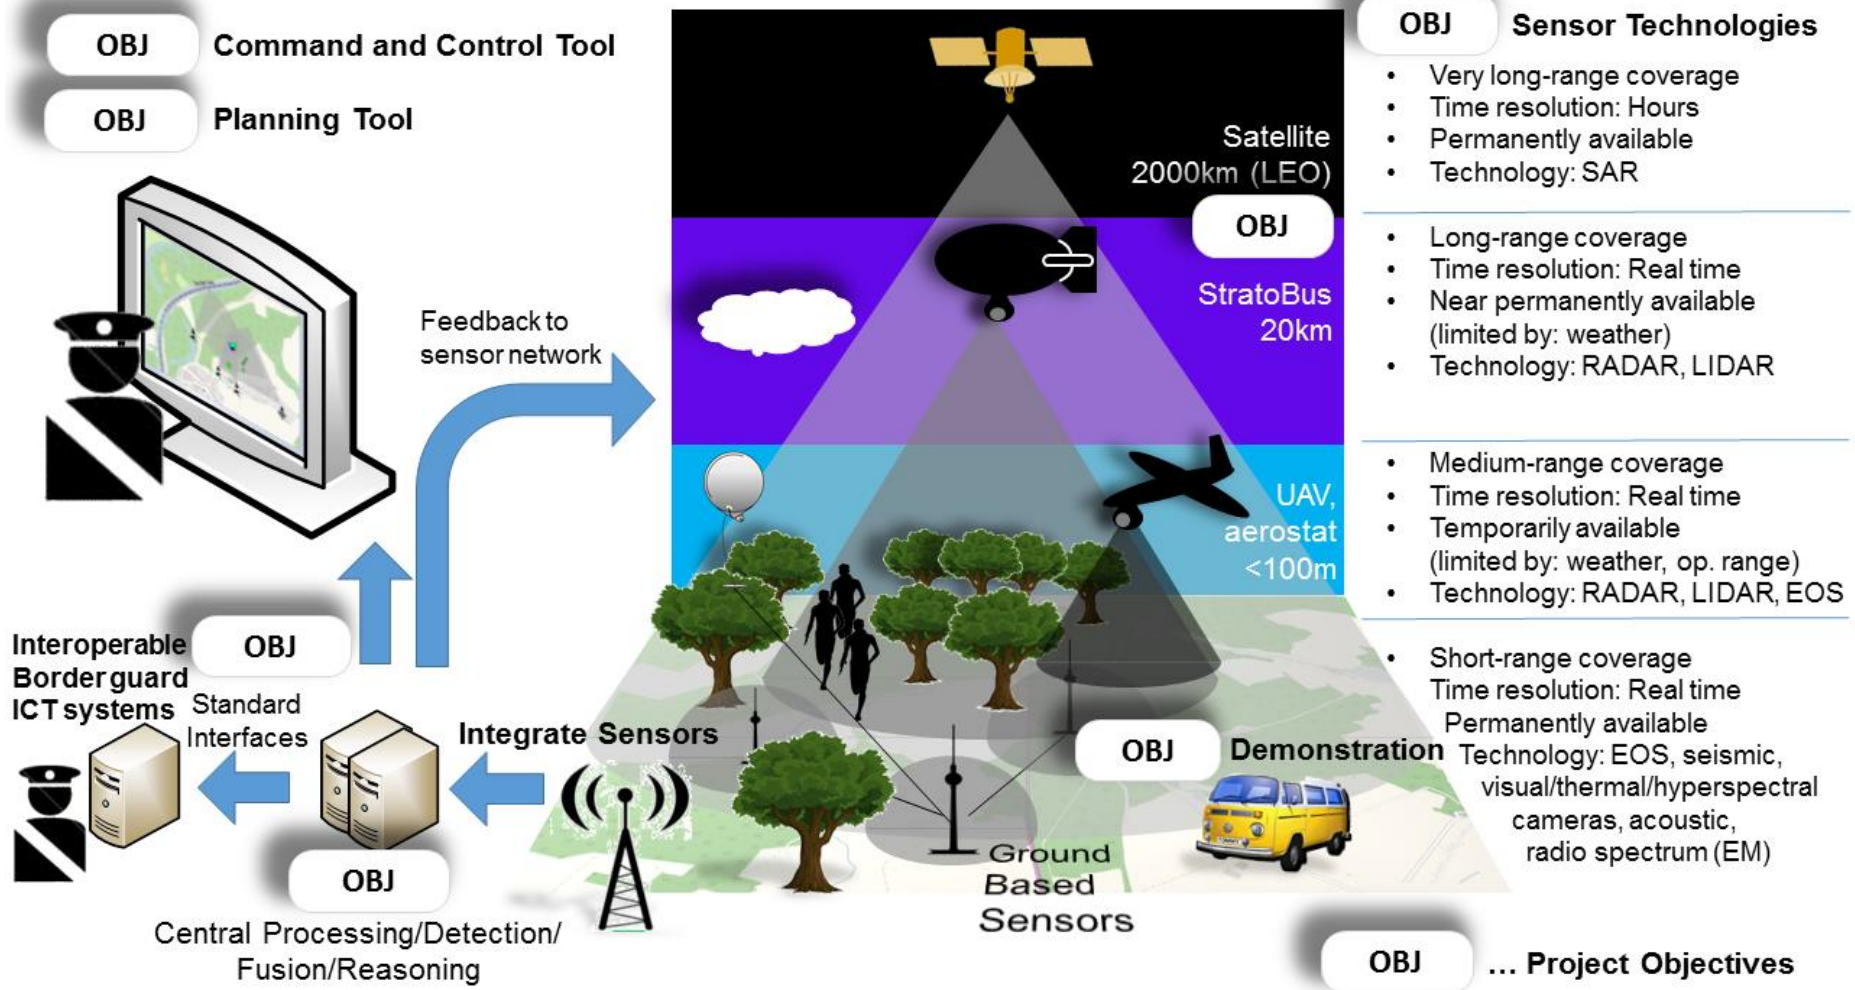 OBJ Command and Control Tool
OBJ Planning Tool
Feedback to
sensor network
OBJ
Interoperable
Border guard
ICT systems
Standard
Interfaces
Integrate Sensors
OBJ
Central Processing/Detection/
Fusion/Reasoning
Satellite
2000km (LEO)
OBJ
StratoBus
20km
UAV,
aerostat
<100m
OBJ Demonstration
Ground
Based
Sensors
OBJ Sensor Technologies
• Very long-range coverage
• Time resolution: Hours
• Permanently available
• Technology: SAR
• Long-range coverage
• Time resolution: Real time
• Near permanently available
(limited by: weather)
• Technology: RADAR, LIDAR
• Medium-range coverage
• Time resolution: Real time
• Temporarily available
(limited by: weather, op. range)
• Technology: RADAR, LIDAR, EOS
• Short-range coverage
Time resolution: Real time
Permanently available
Technology: EOS, seismic,
visual/thermal/hyperspectral
cameras, acoustic,
radio spectrum (EM)
OBJ ... Project Objectives